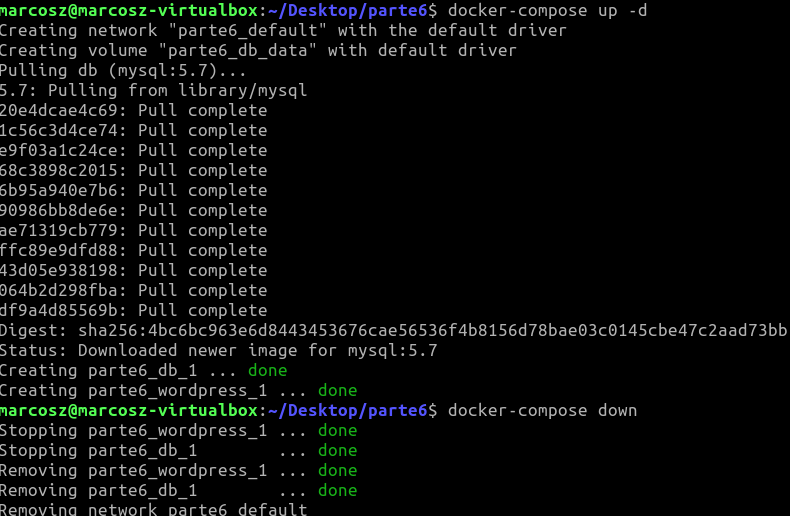 marcosz@marcosz-virtualbox:~/Desktop/parte6$ docker-compose up -d
Creating network "parte6_default" with the default driver
Creating volume "parte6_db_data" with default driver
Pulling db (mysql:5.7)...
5.7: Pulling from library/mysql
20e4dcae4c69: Pull complete
1c56c3d4ce74: Pull complete
e9f03a1c24ce: Pull complete
68c3898c2015: Pull complete
6b95a940e7b6: Pull complete
90986bb8de6e: Pull complete
ae71319cb779: Pull complete
ffc89e9dfd88: Pull complete
43d05e938198: Pull complete
064b2d298fba: Pull complete
df9a4d85569b: Pull complete
Digest: sha256:4bc6bc963e6d8443453676cae56536f4b8156d78bae03c0145cbe47c2aad73bb
Status: Downloaded newer image for mysql:5.7
Creating parte6_db_1 ... done
Creating parte6_wordpress_1 ... done
marcosz@marcosz-virtualbox:~/Desktop/parte6$ docker-compose down
Stopping parte6_wordpress_1 ... done
Stopping parte6_db_1        ... done
Removing parte6_wordpress_1 ... done
Removing parte6_db_1        ... done
Removing network parte6_default